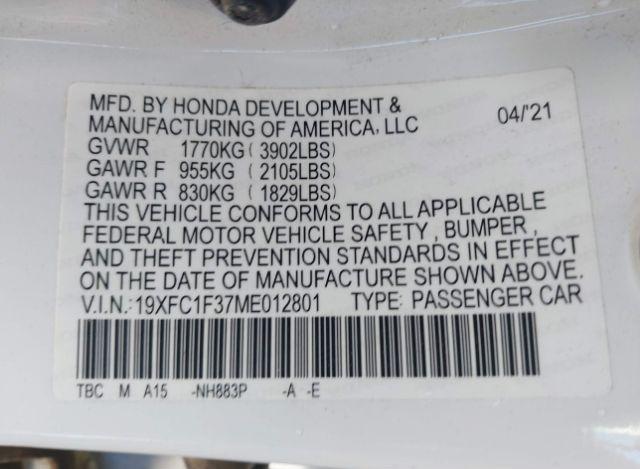 MFD. BY HONDA DEVELOPMENT &
MANUFACTURING OF AMERICA, LLC 04/'21
GVWR 1770KG ( 3902LBS)
GAWR F 955KG ( 2105LBS)
GAWR R 830KG ( 1829LBS)
THIS VEHICLE CONFORMS TO ALL APPLICABLE
FEDERAL MOTOR VEHICLE SAFETY , BUMPER ,
AND THEFT PREVENTION STANDARDS IN EFFECT
ON THE DATE OF MANUFACTURE SHOWN ABOVE.
V.I.N.:19XFC1F37ME012801 TYPE: PASSENGER CAR
TBC M A15 -NH883P -A -E